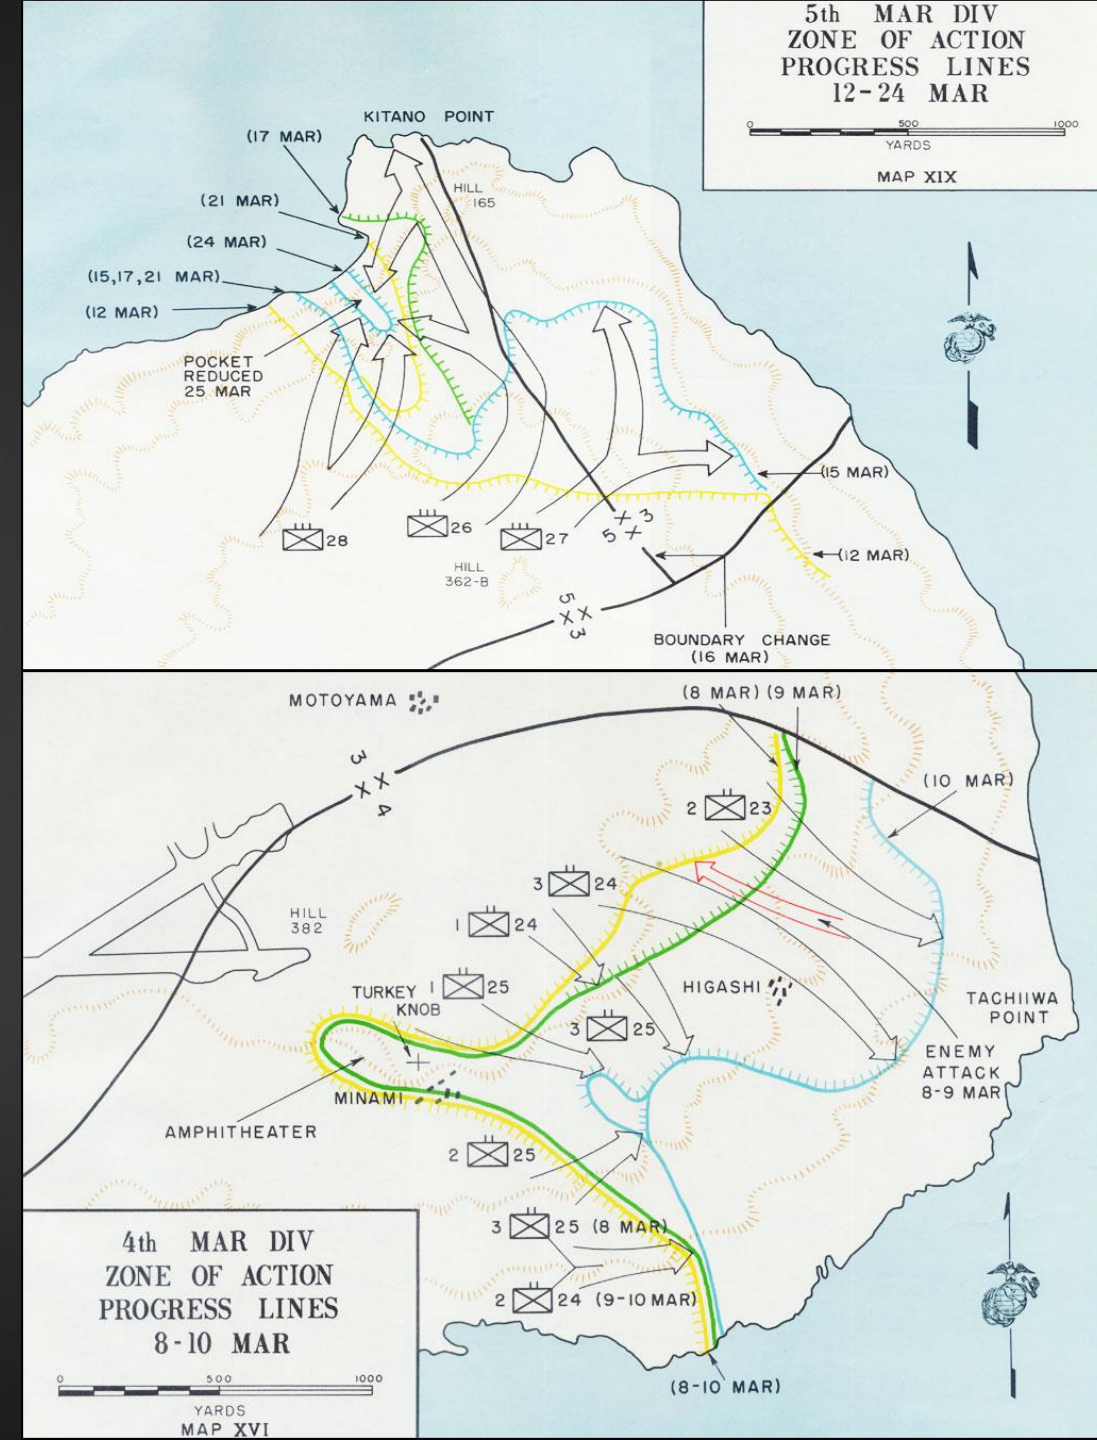 5th MAR DIV
ZONE OF ACTION
PROGRESS LINES
12-24 MAR
0 500 1000
YARDS
MAP XIX
KITANO POINT
(17 MAR)
HILL
165
(21 MAR)
(24 MAR)
(15,17,21 MAR)
(12 MAR)
POCKET
REDUCED
25 MAR
(15 MAR)
28
26
27
5 XX 3
(12 MAR)
HILL
362-B
5 XX 3
BOUNDARY CHANGE
(16 MAR)
MOTOYAMA
(8 MAR) (9 MAR)
3 XX 4
(10 MAR)
2 23
3 24
1 24
HILL
382
1 25
TURKEY
KNOB
HIGASHI
3 25
TACHIIWA
POINT
ENEMY
ATTACK
8-9 MAR
MINAMI
AMPHITHEATER
2 25
3 25 (8 MAR)
2 24 (9-10 MAR)
(8-10 MAR)
4th MAR DIV
ZONE OF ACTION
PROGRESS LINES
8-10 MAR
0 500 1000
YARDS
MAP XVI